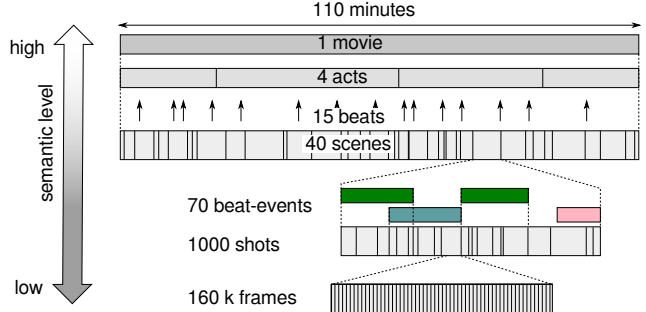 110 minutes
high
1 movie
4 acts
15 beats
semantic level
40 scenes
70 beat-events
1000 shots
low
160 k frames